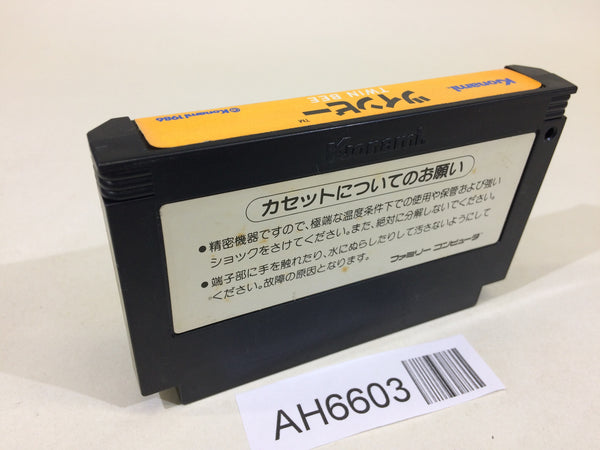 Konami
ツインビー™
TWIN BEE
©Konami 1986
Konami
カセットについてのお願い
●精密機器ですので、極端な温度条件下での使用や保管および強い
ショックをさけてください。また、絶対に分解しないでください。
●端子部に手を触れたり、水にぬらしたりして汚さないようにして
ください。故障の原因となります。
ファミリー コンピュータ
AH6603